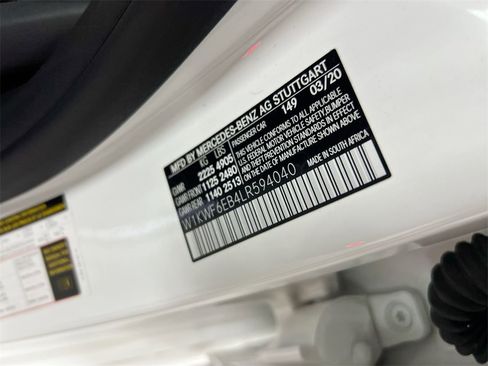 MFD BY MERCEDES-BENZ AG STUTTGART
149 03/20
KG LBS PASSENGER CAR
GVWR 2225 4905 THIS VEHICLE CONFORMS TO ALL APPLICABLE
GAWR FRONT 1125 2480 U.S. FEDERAL MOTOR VEHICLE SAFETY, BUMPER
GAWR REAR 1140 2513 AND THEFT PREVENTION STANDARDS IN EFFECT
ON THE DATE OF MANUFACTURE SHOWN ABOVE
W1KWF6EB4LR594040 MADE IN SOUTH AFRICA